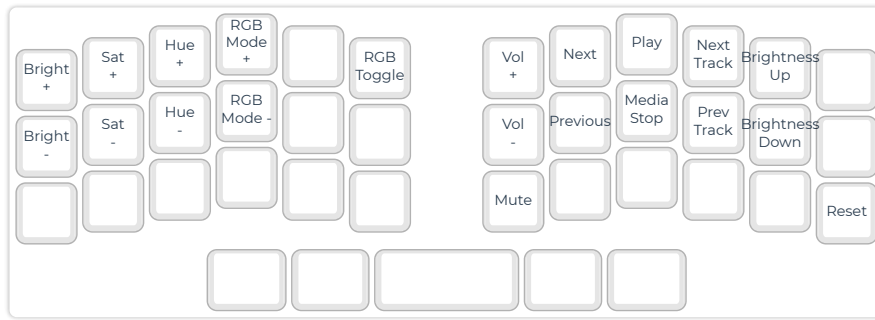 Bright
+
Sat
+
Hue
+
RGB
Mode
+
RGB
Toggle
Vol
+
Next
Play
Next
Track
Brightness
Up
Bright
-
Sat
-
Hue
-
RGB
Mode -
Vol
-
Previous
Media
Stop
Prev
Track
Brightness
Down
Mute
Reset